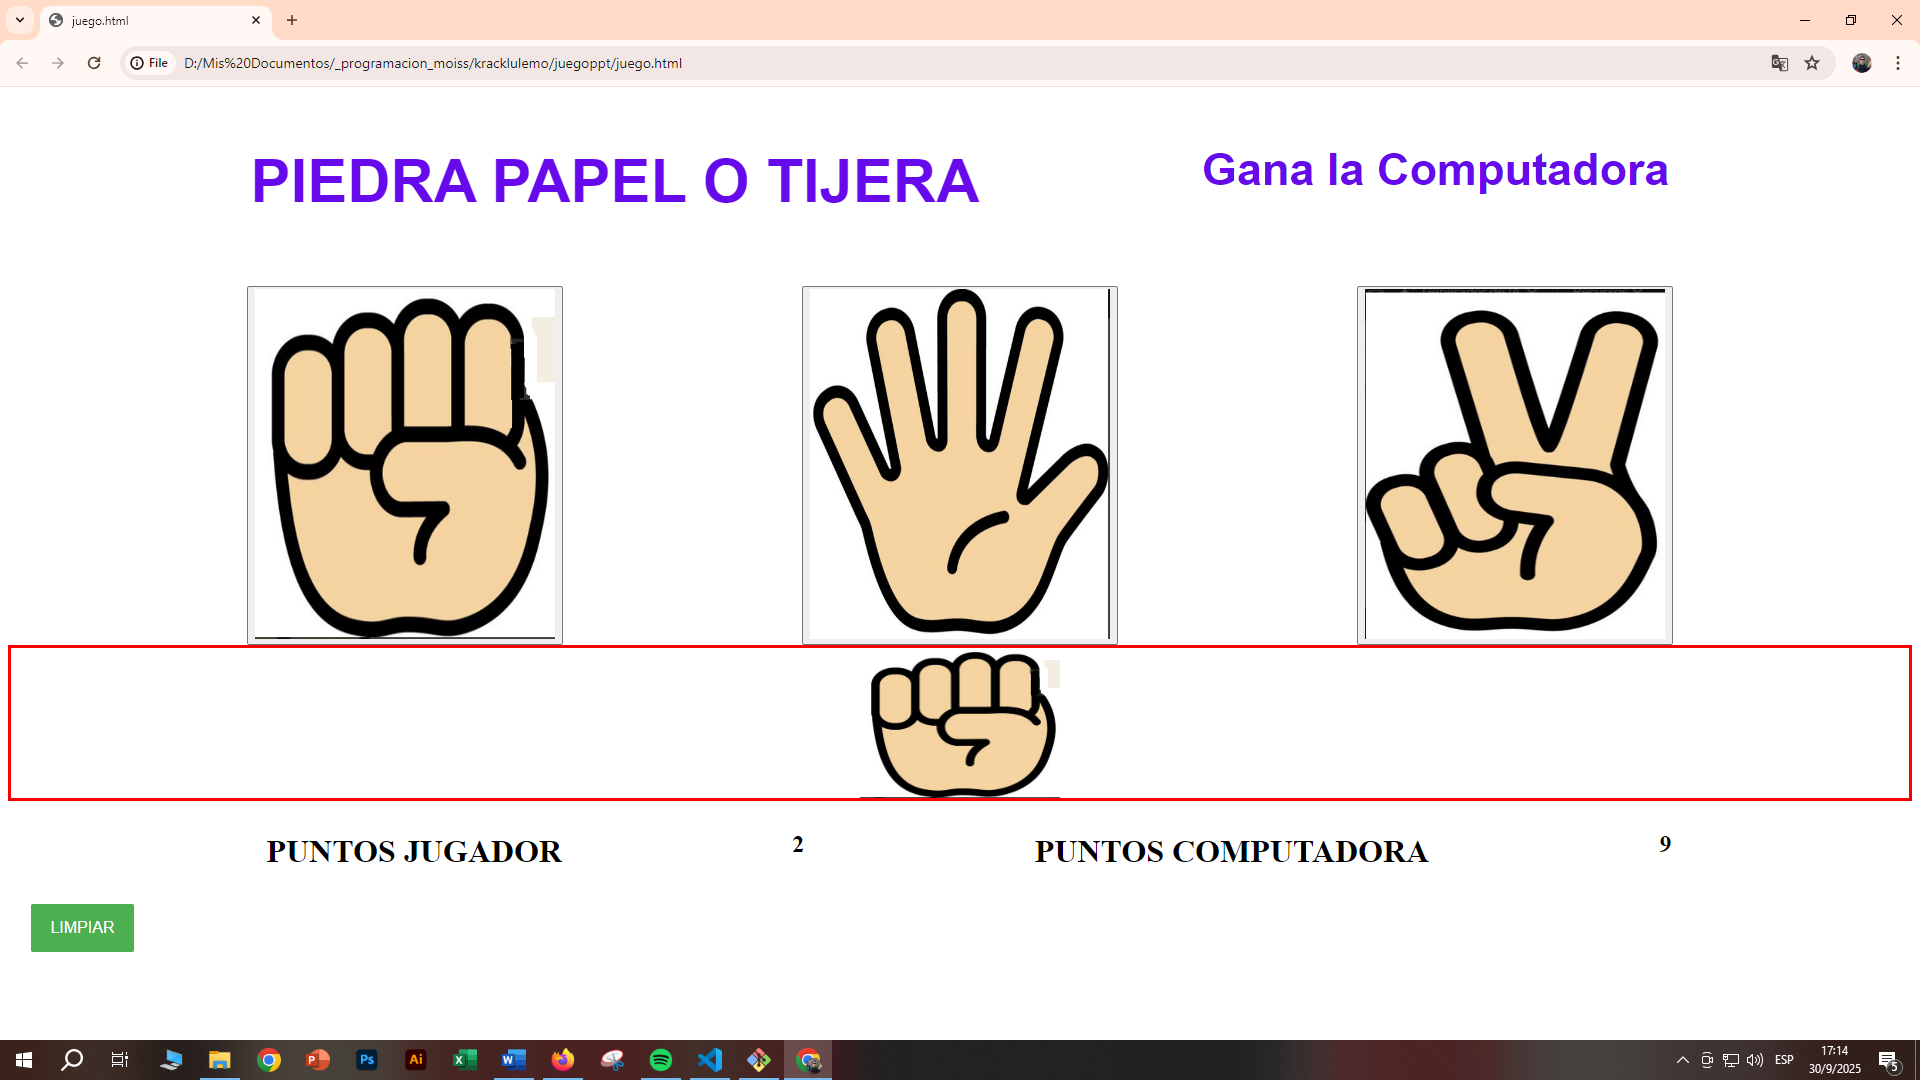 juego.html
File
D:/Mis%20Documentos/_programacion_moiss/kracklulemo/juegoppt/juego.html
PIEDRA PAPEL O TIJERA
Gana la Computadora
PUNTOS JUGADOR
2
PUNTOS COMPUTADORA
9
LIMPIAR
ESP
17:14
30/9/2025
5